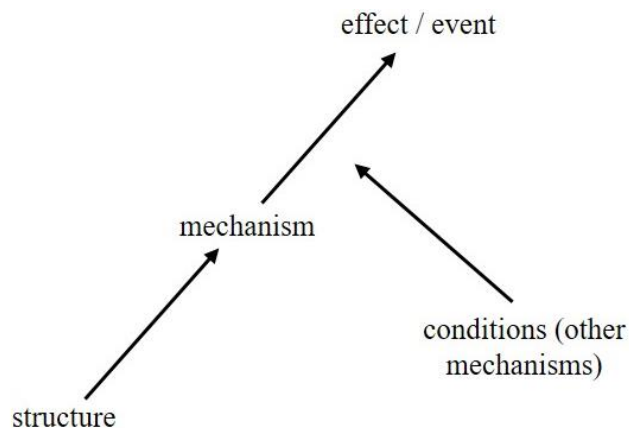 effect / event
mechanism
conditions (other
mechanisms)
structure